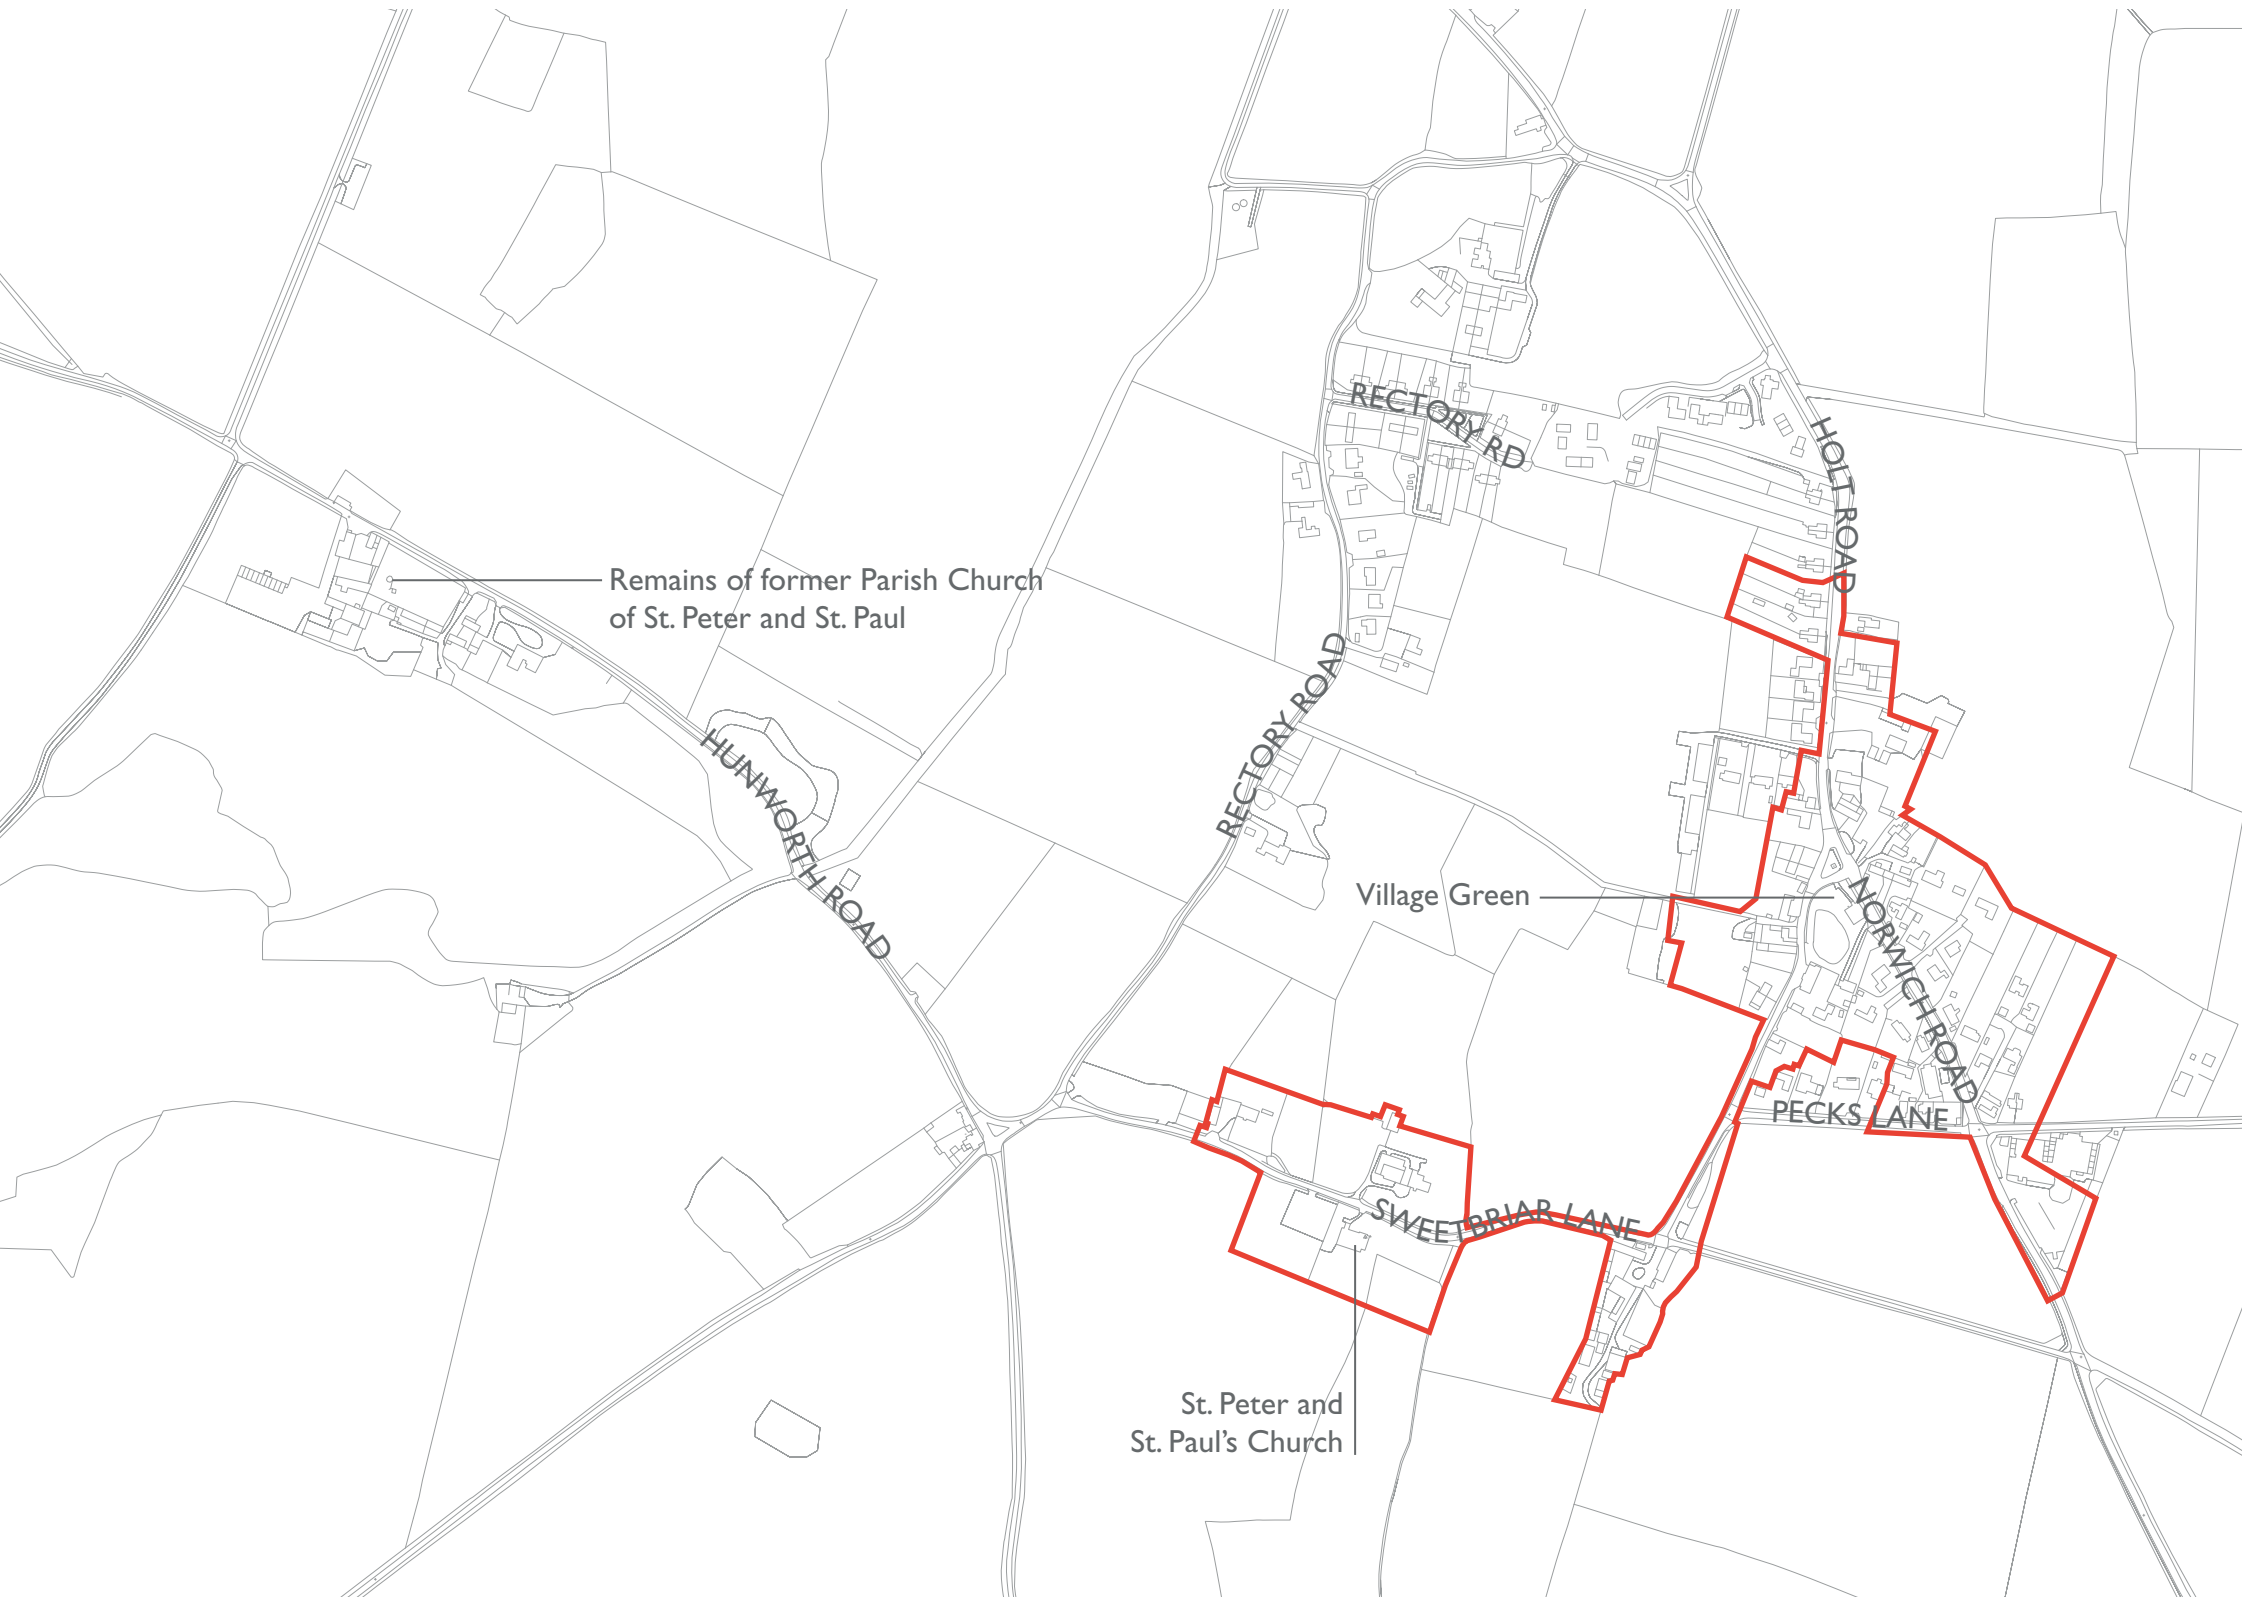 RECTORY RD
HOLT ROAD
Remains of former Parish Church
of St. Peter and St. Paul
RECTORY ROAD
HUNWORTH ROAD
Village Green
NORWICH ROAD
PECKS LANE
SWEETBRIAR LANE
St. Peter and
St. Paul's Church